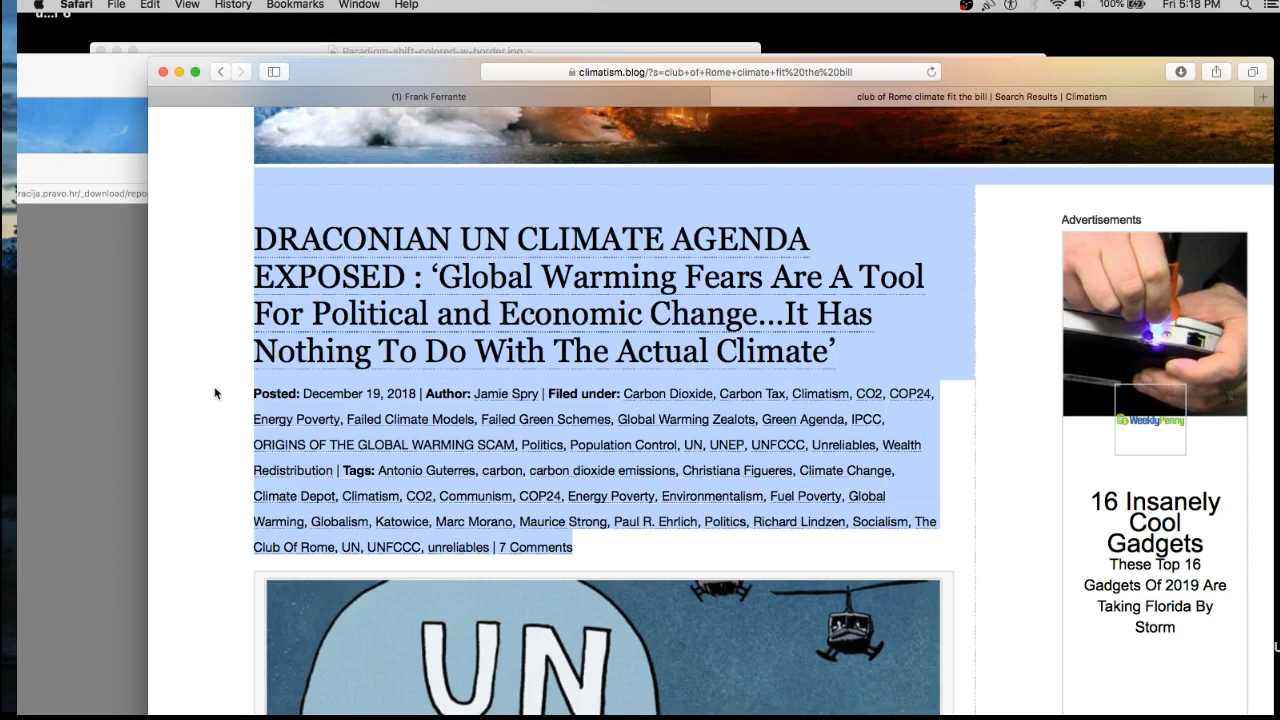 Safari File Edit View History Bookmarks Window Help 100% Fri 5:18 PM
Paradigm-shift-colored-w-border.jpg
climatism.blog/?s=club+of+Rome+climate+fit%20the%20bill
(1) Frank Ferrante
club of Rome climate fit the bill | Search Results | Climatism
racija.pravo.hr/_download/repo
DRACONIAN UN CLIMATE AGENDA
EXPOSED : ‘Global Warming Fears Are A Tool
For Political and Economic Change...It Has
Nothing To Do With The Actual Climate’
Posted: December 19, 2018 | Author: Jamie Spry | Filed under: Carbon Dioxide, Carbon Tax, Climatism, CO2, COP24,
Energy Poverty, Failed Climate Models, Failed Green Schemes, Global Warming Zealots, Green Agenda, IPCC,
ORIGINS OF THE GLOBAL WARMING SCAM, Politics, Population Control, UN, UNEP, UNFCCC, Unreliables, Wealth
Redistribution | Tags: Antonio Guterres, carbon, carbon dioxide emissions, Christiana Figueres, Climate Change,
Climate Depot, Climatism, CO2, Communism, COP24, Energy Poverty, Environmentalism, Fuel Poverty, Global
Warming, Globalism, Katowice, Marc Morano, Maurice Strong, Paul R. Ehrlich, Politics, Richard Lindzen, Socialism, The
Club Of Rome, UN, UNFCCC, unreliables | 7 Comments
UN
Advertisements
WeeklyPenny
16 Insanely
Cool
Gadgets
These Top 16
Gadgets Of 2019 Are
Taking Florida By
Storm